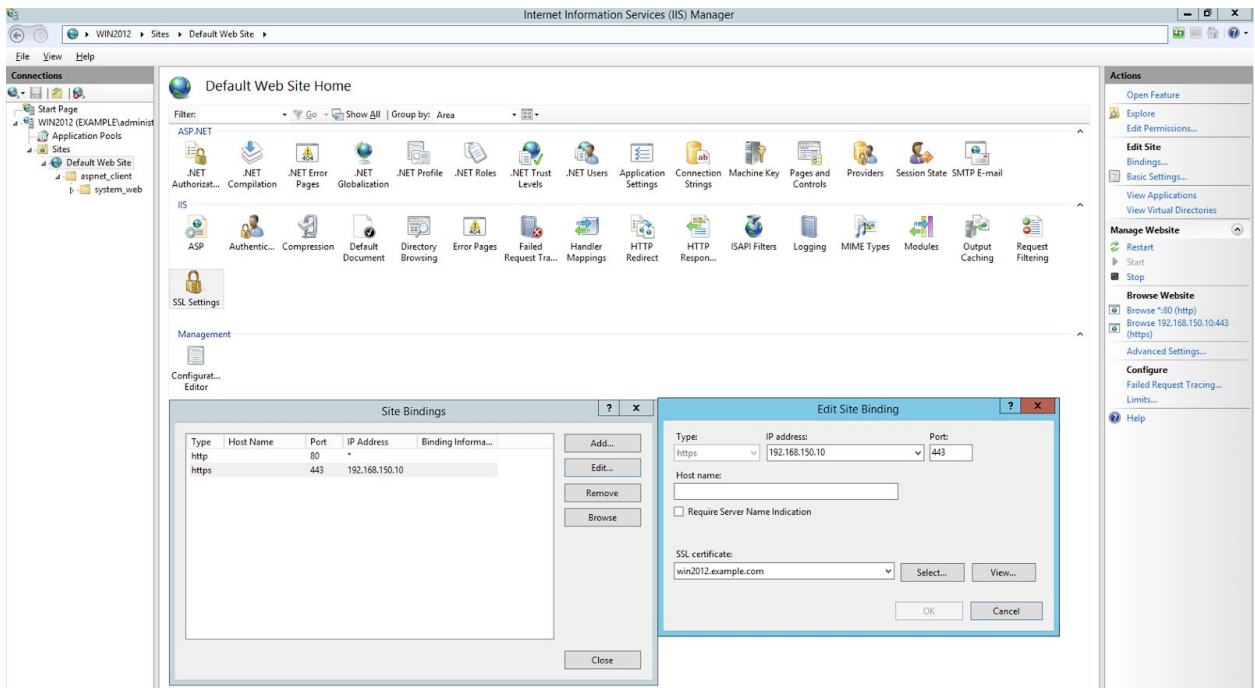 Internet Information Services (IIS) Manager
WIN2012 Sites Default Web Site
File View Help
Connections
Start Page
WIN2012 (EXAMPLE\administ
Application Pools
Sites
Default Web Site
aspnet_client
system_web
Default Web Site Home
Filter: Go Show All Group by: Area
ASP.NET
.NET Authorizat...
.NET Compilation
.NET Error Pages
.NET Globalization
.NET Profile
.NET Roles
.NET Trust Levels
.NET Users
Application Settings
Connection Strings
Machine Key
Pages and Controls
Providers
Session State
SMTP E-mail
IIS
ASP
Authentic...
Compression
Default Document
Directory Browsing
Error Pages
Failed Request Tra...
Handler Mappings
HTTP Redirect
HTTP Respon...
ISAPI Filters
Logging
MIME Types
Modules
Output Caching
Request Filtering
SSL Settings
Management
Configurat... Editor
Site Bindings
Type Host Name Port IP Address Binding Informa...
http 80 *
https 443 192.168.150.10
Add...
Edit...
Remove
Browse
Close
Edit Site Binding
Type: IP address: Port:
https 192.168.150.10 443
Host name:
Require Server Name Indication
SSL certificate:
win2012.example.com Select... View...
OK Cancel
Actions
Open Feature
Explore
Edit Permissions...
Edit Site
Bindings...
Basic Settings...
View Applications
View Virtual Directories
Manage Website
Restart
Start
Stop
Browse Website
Browse *:80 (http)
Browse 192.168.150.10:443
(https)
Advanced Settings...
Configure
Failed Request Tracing...
Limits...
Help